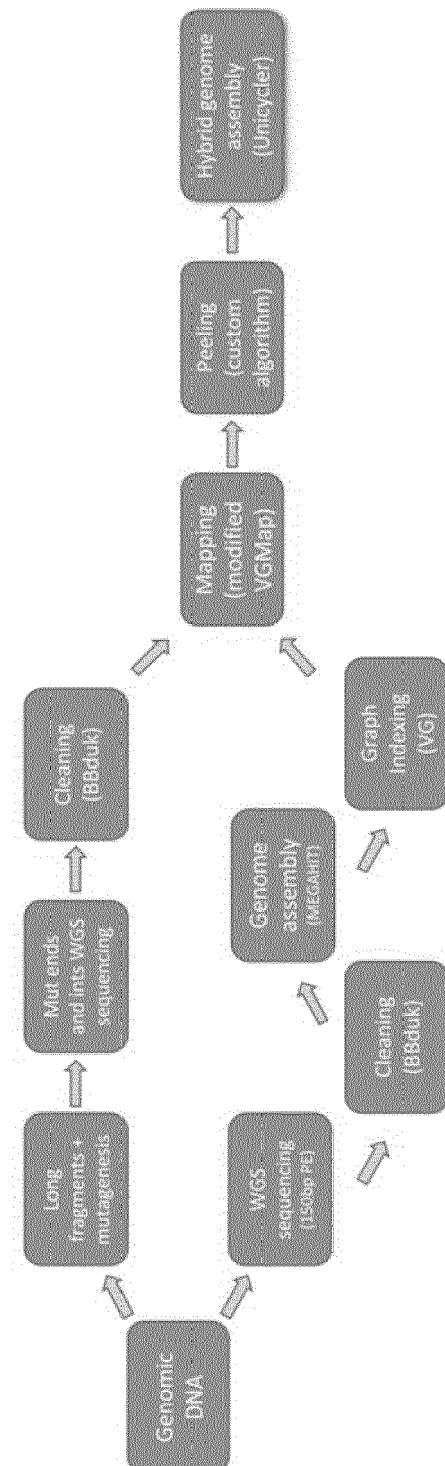 Genomic
DNA
Long
fragments +
mutagenesis
Mut ends
and ints WGS
sequencing
Cleaning
(BBduk)
WGS
sequencing
(150bp PE)
Cleaning
(BBduk)
Genome
assembly
(MEGAHIT)
Graph
Indexing
(VG)
Mapping
(modified
VGMap)
Peeling
(custom
algorithm)
Hybrid genome
assembly
(Unicycler)